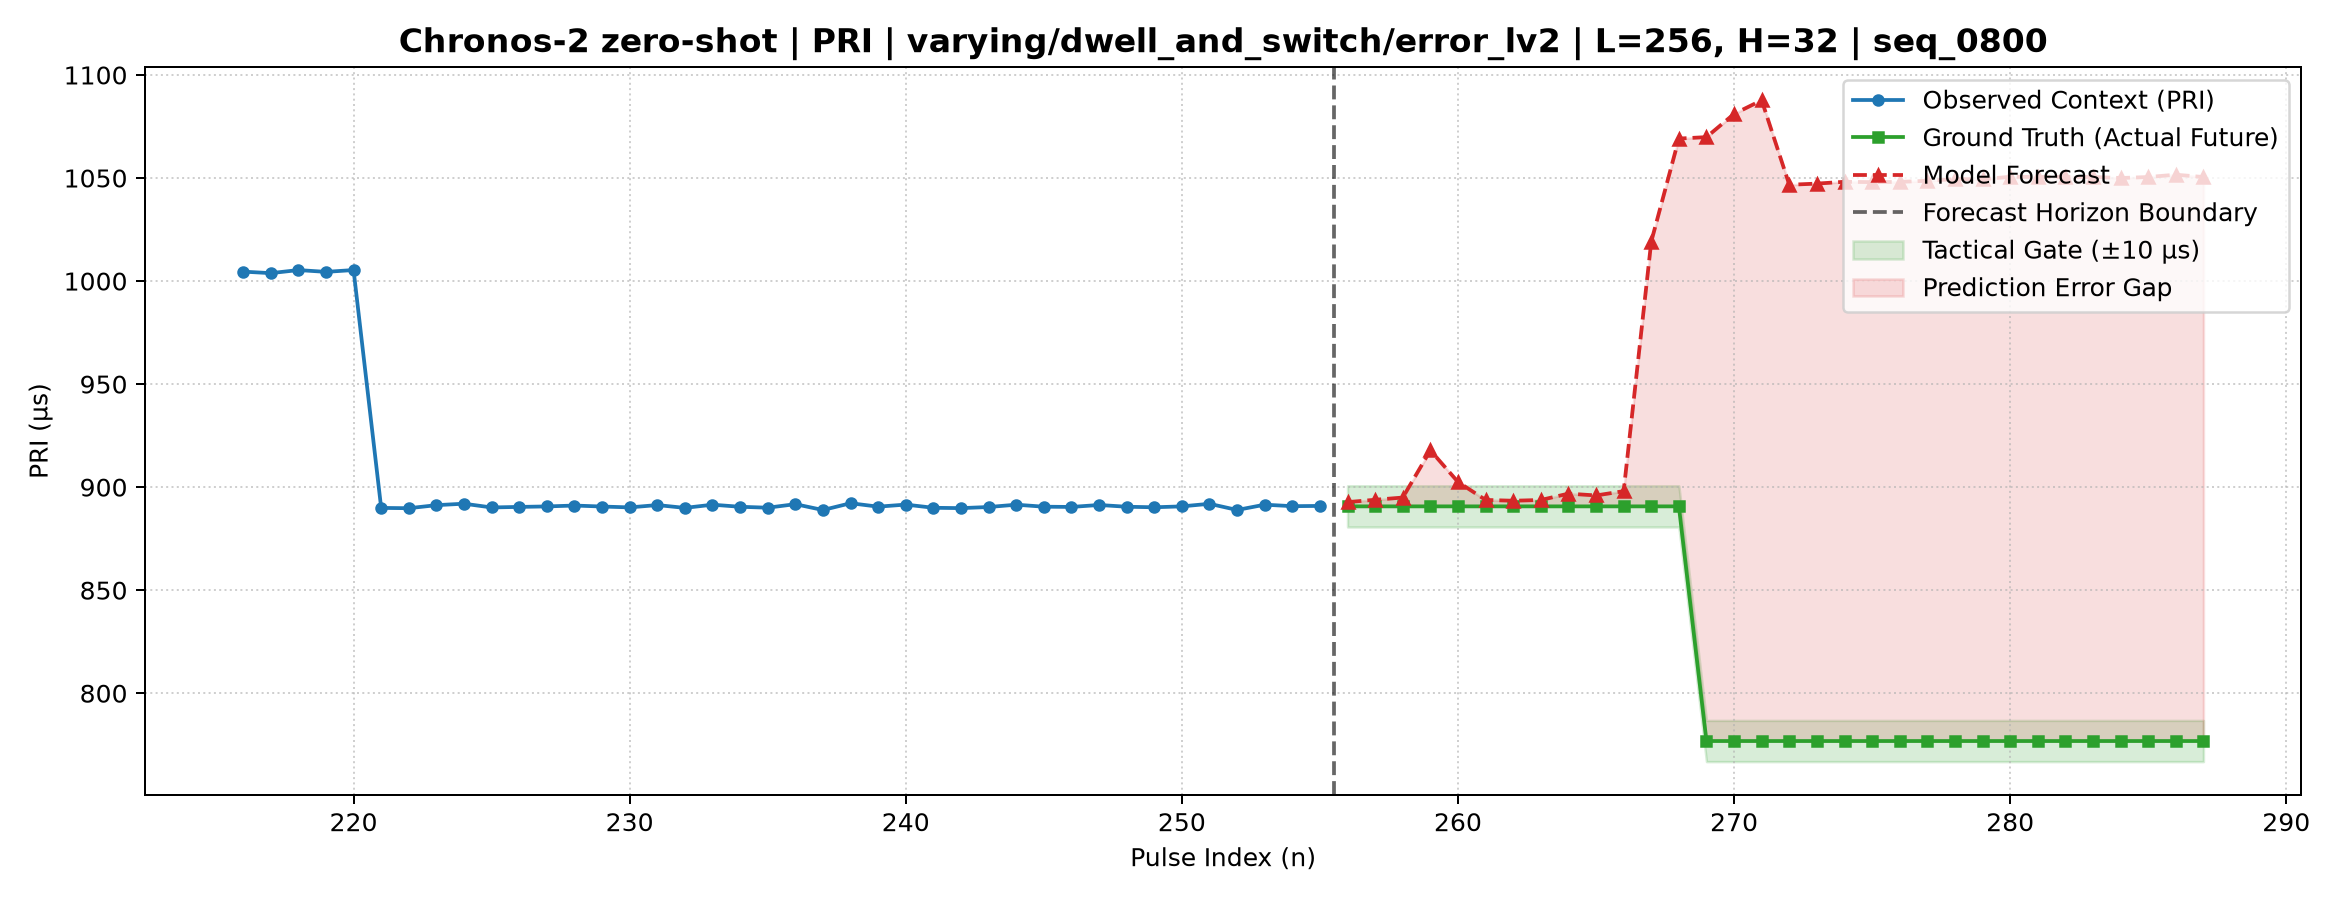 Chronos-2 zero-shot | PRI | varying/dwell_and_switch/error_lv2 | L=256, H=32 | seq_0800
1100
1050
1000
950
900
850
800
PRI (µs)
Observed Context (PRI)
Ground Truth (Actual Future)
Model Forecast
Forecast Horizon Boundary
Tactical Gate (±10 µs)
Prediction Error Gap
220 230 240 250 260 270 280 290
Pulse Index (n)